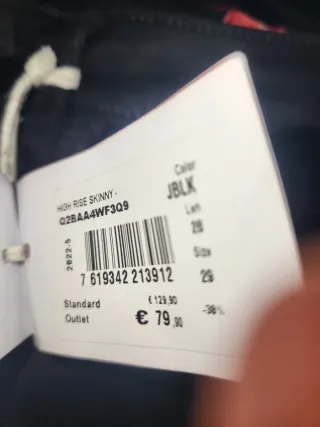 HIGH RISE SKINNY -
Q2BAA4WF3Q9
Color
JBLK
Len
28
Size
29
2022-5
7 619342 213912
Standard € 129,90
Outlet € 79,90 -38%